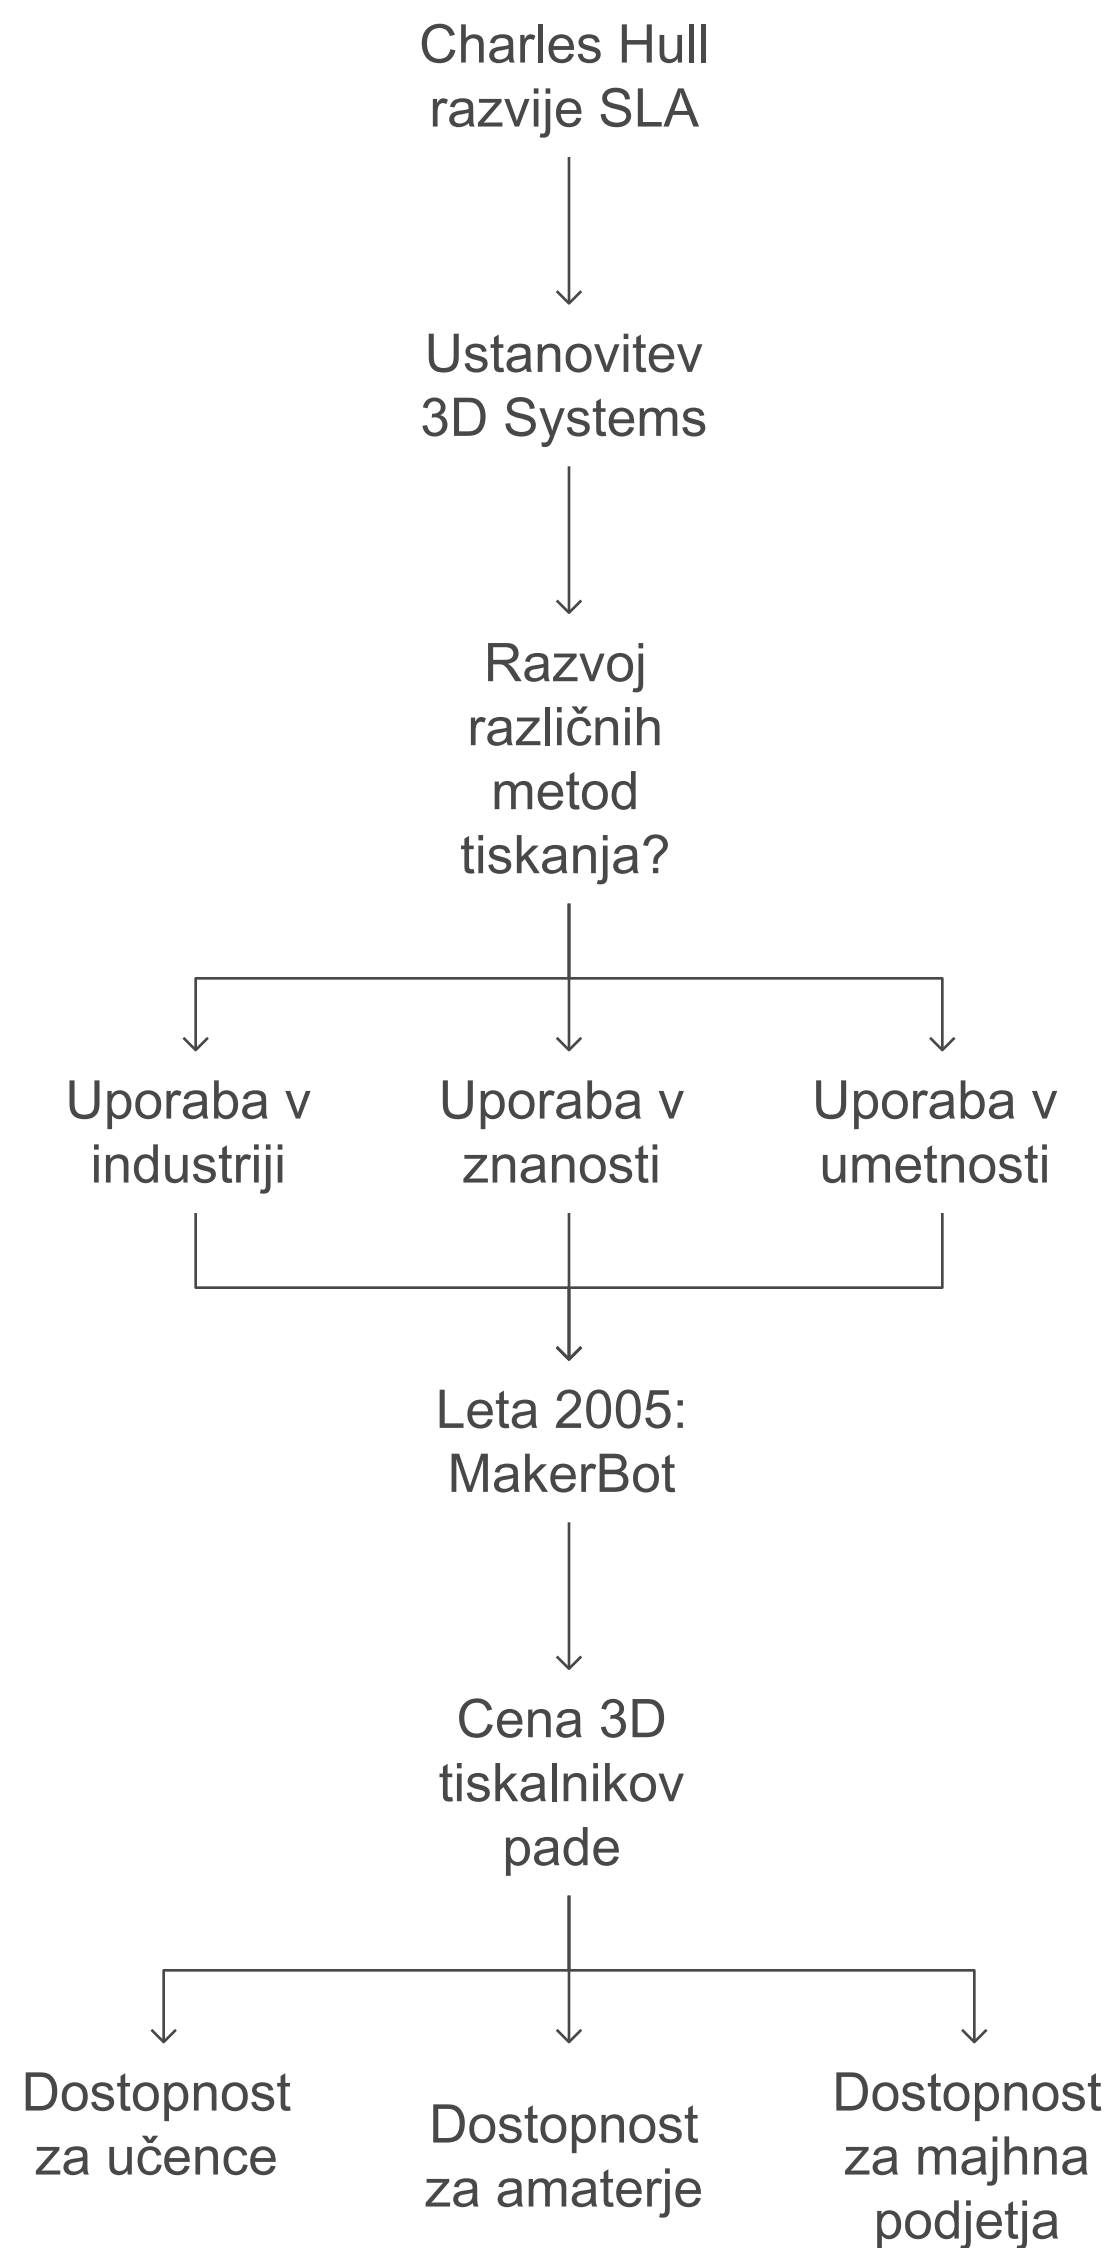 Charles Hull
razvije SLA
Ustanovitev
3D Systems
Razvoj
različnih
metod
tiskanja?
Uporaba v
industriji
Uporaba v
znanosti
Uporaba v
umetnosti
Leta 2005:
MakerBot
Cena 3D
tiskalnikov
pade
Dostopnost
za učence
Dostopnost
za amaterje
Dostopnost
za majhna
podjetja